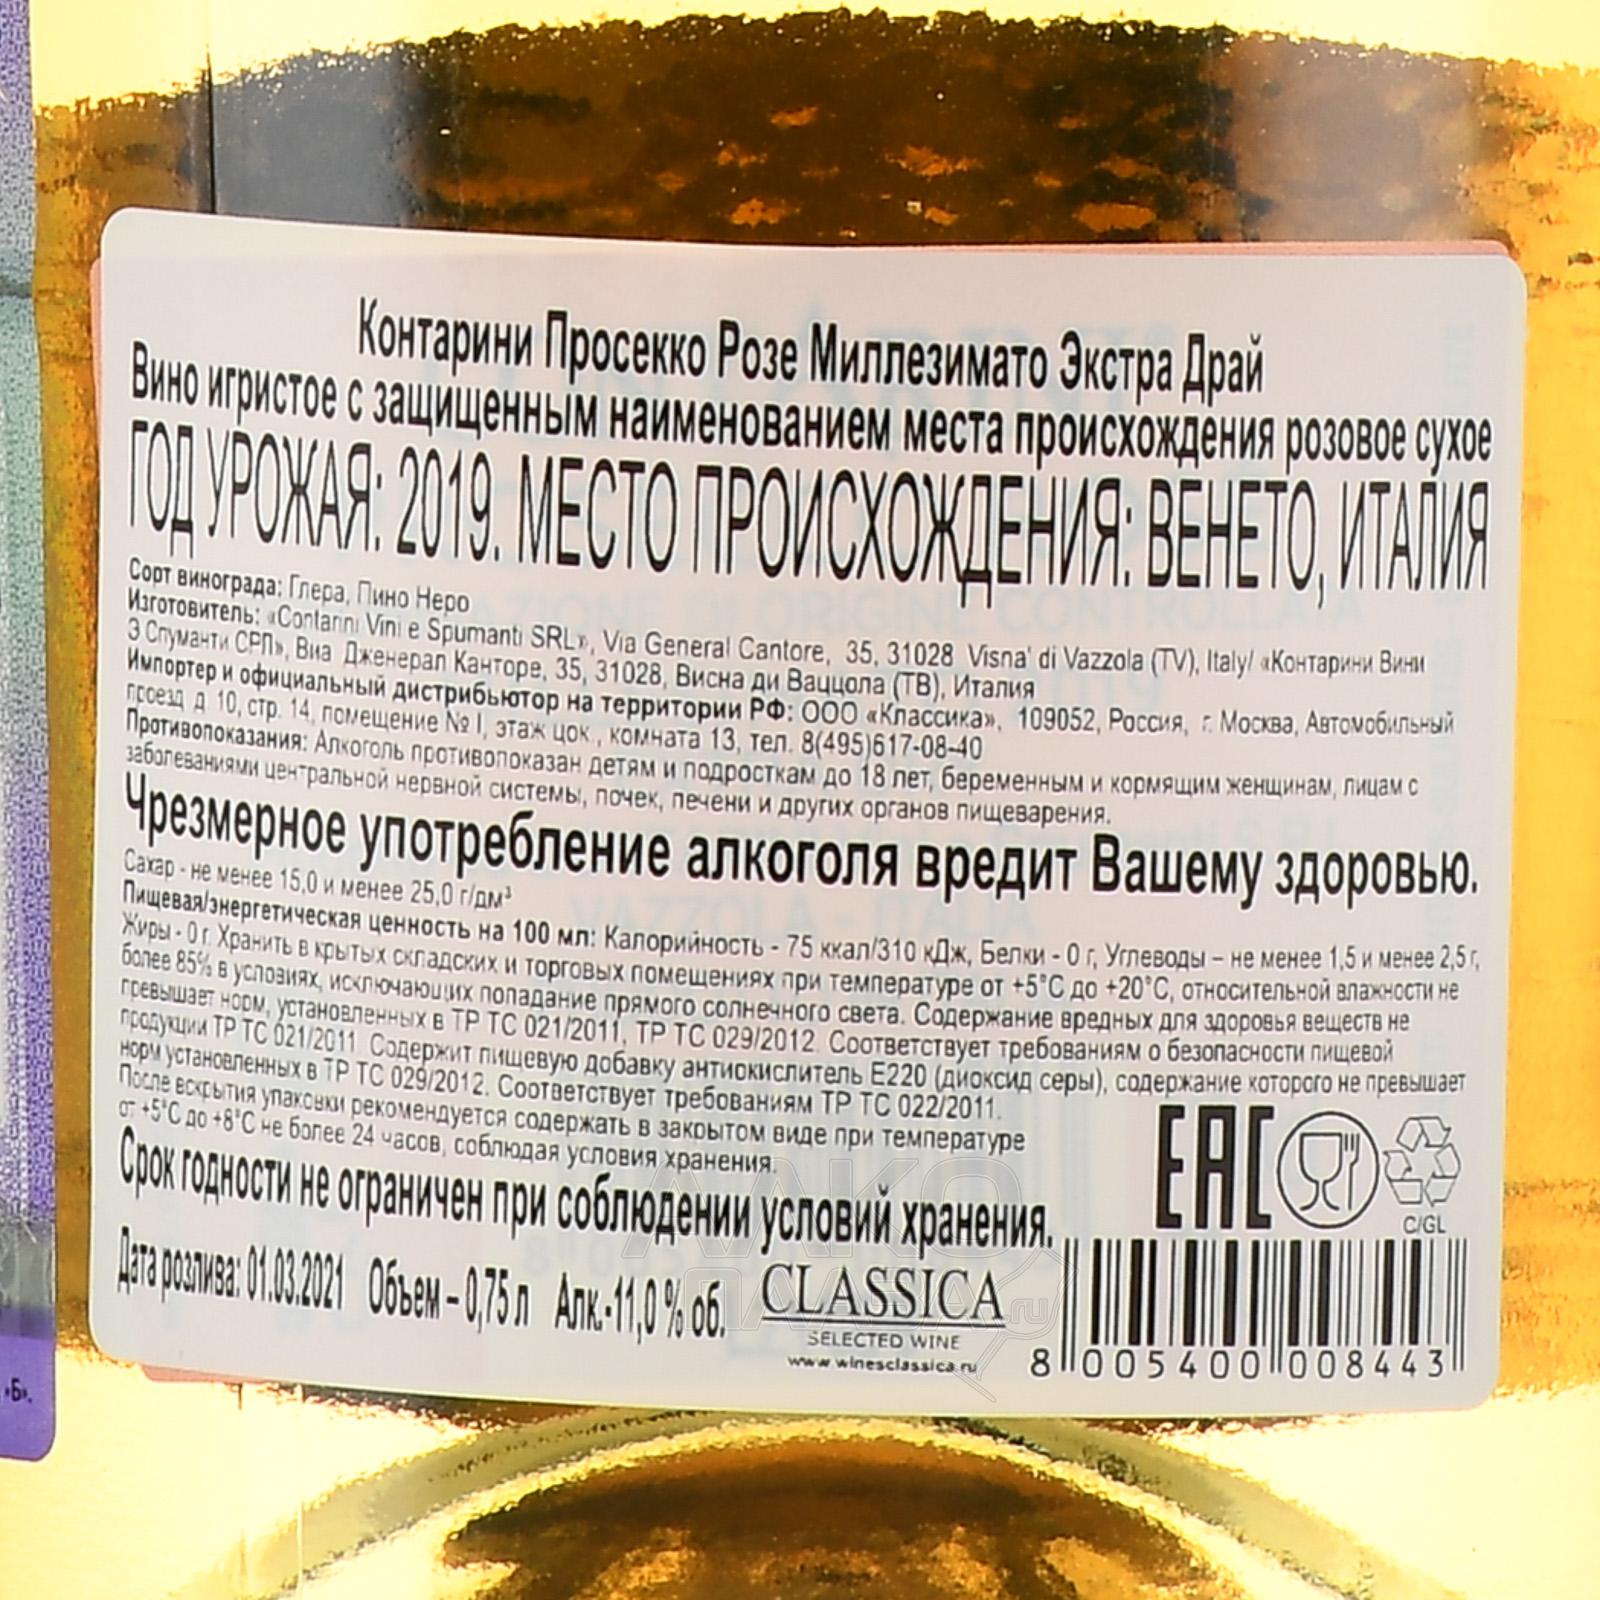 Контарини Просекко Розе Миллезимато Экстра Драй
Вино игристое с защищенным наименованием места происхождения розовое сухое
ГОД УРОЖАЯ: 2019. МЕСТО ПРОИСХОЖДЕНИЯ: ВЕНЕТО, ИТАЛИЯ
Сорт винограда: Глера, Пино Неро
Изготовитель: «Contarini Vini e Spumanti SRL», Via General Cantore, 35, 31028 Visna' di Vazzola (TV), Italy/ «Контарини Вини
Э Спуманти СРЛ», Виа Дженерал Канторе, 35, 31028, Висна ди Ваццола (ТВ), Италия
Импортер и официальный дистрибьютор на территории РФ: ООО «Классика», 109052, Россия, г. Москва, Автомобильный
проезд д 10, стр. 14, помещение № I, этаж цок., комната 13, тел. 8(495)617-08-40
Противопоказания: Алкоголь противопоказан детям и подросткам до 18 лет, беременным и кормящим женщинам, лицам с
заболеваниями центральной нервной системы, почек, печени и других органов пищеварения.
Чрезмерное употребление алкоголя вредит Вашему здоровью.
Сахар - не менее 15,0 и менее 25,0 г/дм³
Пищевая/энергетическая ценность на 100 мл: Калорийность - 75 ккал/310 кДж, Белки - 0 г, Углеводы – не менее 1,5 и менее 2,5 г,
Жиры - 0 г. Хранить в крытых складских и торговых помещениях при температуре от +5°С до +20°С, относительной влажности не
более 85% в условиях, исключающих попадание прямого солнечного света. Содержание вредных для здоровья веществ не
превышает норм, установленных в ТР ТС 021/2011, ТР ТС 029/2012. Соответствует требованиям о безопасности пищевой
продукции ТР ТС 021/2011. Содержит пищевую добавку антиокислитель Е220 (диоксид серы), содержание которого не превышает
норм установленных в ТР ТС 029/2012. Соответствует требованиям ТР ТС 022/2011.
После вскрытия упаковки рекомендуется содержать в закрытом виде при температуре
от +5°С до +8°С не более 24 часов, соблюдая условия хранения.
Срок годности не ограничен при соблюдении условий хранения.
Дата розлива: 01.03.2021 Объем – 0,75 л Алк.-11,0 % об.
EAC
C/GL
CLASSICA
SELECTED WINE
www.winesclassica.ru
8 005400 008443
VAZZOLA - ITALIA
АЛКО
ПЛАЗА.ru
«Б».